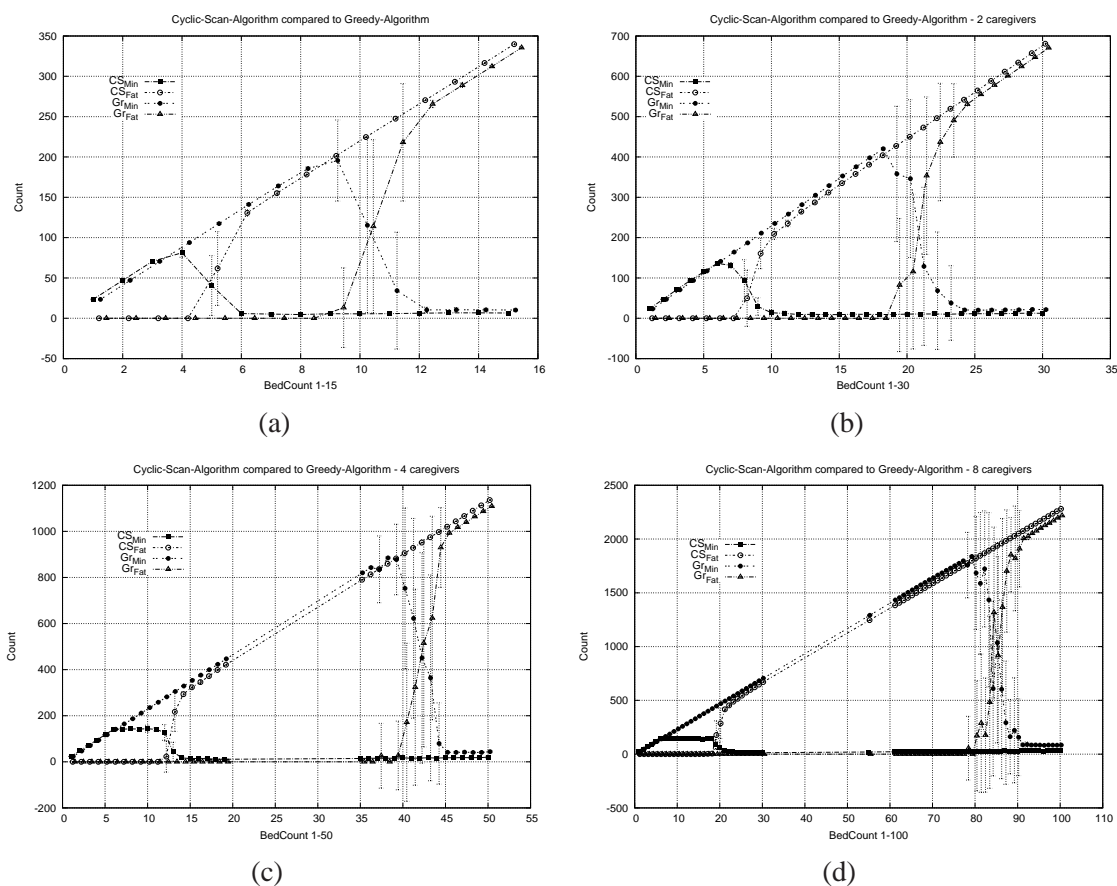 Cyclic-Scan-Algorithm compared to Greedy-Algorithm
350
300
250
200
150
100
50
0
-50
Count
CS_Min
CS_Fat
Gr_Min
Gr_Fat
0 2 4 6 8 10 12 14 16
BedCount 1-15
(a)
Cyclic-Scan-Algorithm compared to Greedy-Algorithm - 2 caregivers
700
600
500
400
300
200
100
0
-100
Count
CS_Min
CS_Fat
Gr_Min
Gr_Fat
0 5 10 15 20 25 30 35
BedCount 1-30
(b)
Cyclic-Scan-Algorithm compared to Greedy-Algorithm - 4 caregivers
1200
1000
800
600
400
200
0
-200
Count
CS_Min
CS_Fat
Gr_Min
Gr_Fat
0 5 10 15 20 25 30 35 40 45 50 55
BedCount 1-50
(c)
Cyclic-Scan-Algorithm compared to Greedy-Algorithm - 8 caregivers
2500
2000
1500
1000
500
0
-500
Count
CS_Min
CS_Fat
Gr_Min
Gr_Fat
0 10 20 30 40 50 60 70 80 90 100 110
BedCount 1-100
(d)